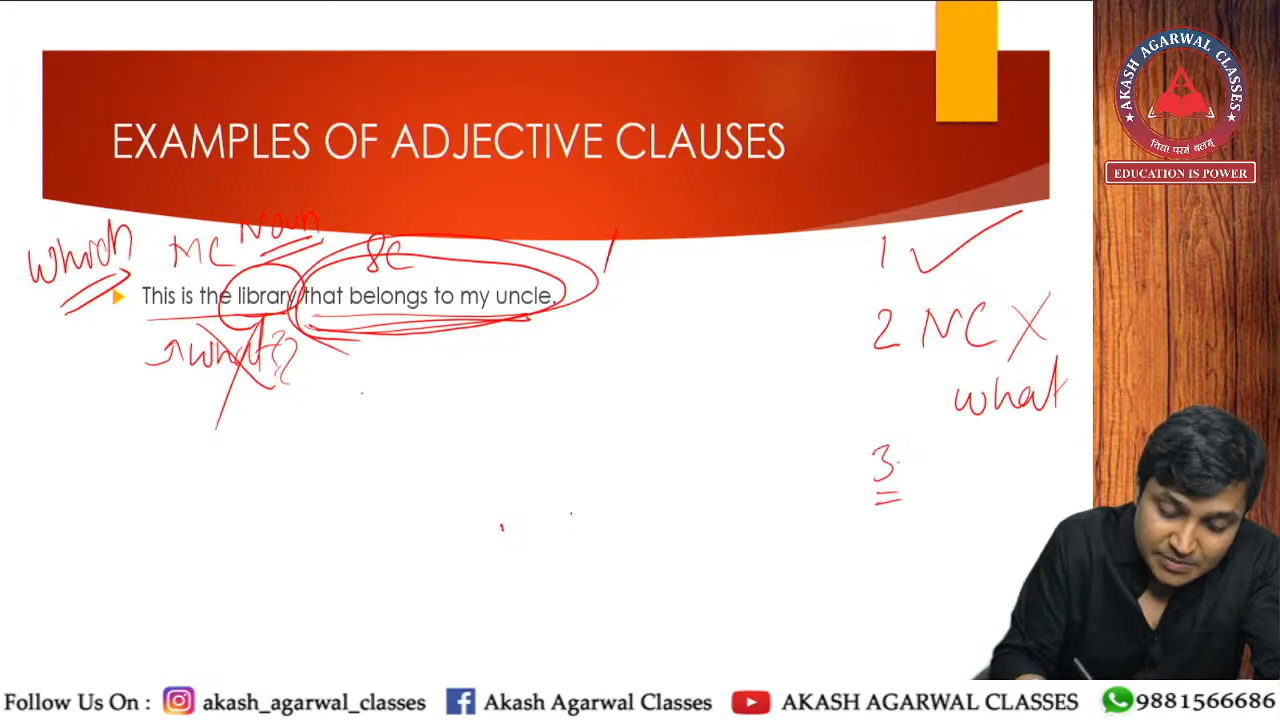 AKASH AGARWAL CLASSES
विद्या परमं बलम्
EDUCATION IS POWER
EXAMPLES OF ADJECTIVE CLAUSES
Which MC Noun SC
This is the library that belongs to my uncle.
what??
1
2 NC X
what
3
Follow Us On : akash_agarwal_classes Akash Agarwal Classes AKASH AGARWAL CLASSES 9881566686